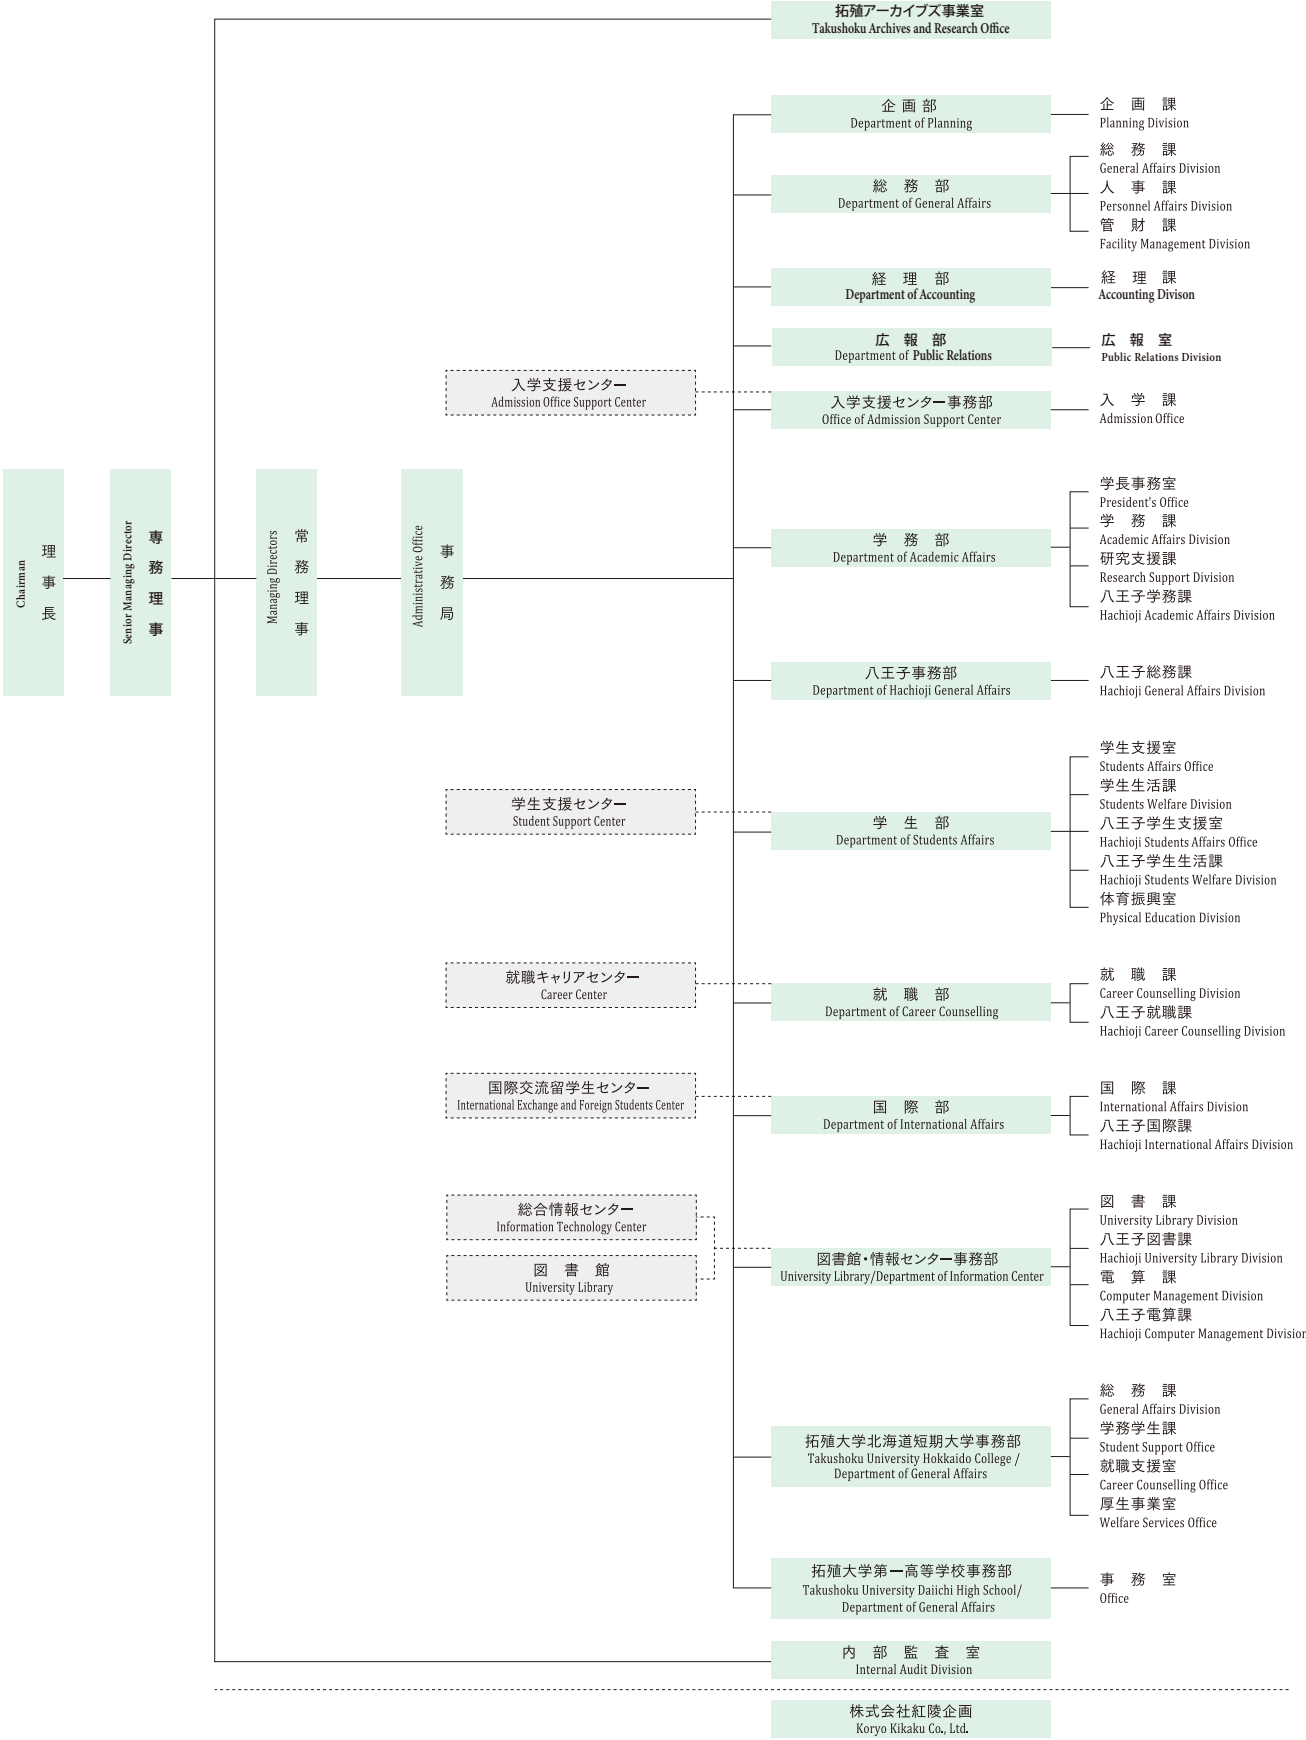 拓殖アーカイブズ事業室
Takushoku Archives and Research Office
企画部
Department of Planning
企画課
Planning Division
総務部
Department of General Affairs
総務課
General Affairs Division
人事課
Personnel Affairs Division
管財課
Facility Management Division
経理部
Department of Accounting
経理課
Accounting Divison
広報部
Department of Public Relations
広報室
Public Relations Division
入学支援センター
Admission Office Support Center
入学支援センター事務部
Office of Admission Support Center
入学課
Admission Office
理事長
Chairman
専務理事
Senior Managing Director
常務理事
Managing Directors
事務局
Administrative Office
学務部
Department of Academic Affairs
学長事務室
President's Office
学務課
Academic Affairs Division
研究支援課
Research Support Division
八王子学務課
Hachioji Academic Affairs Division
八王子事務部
Department of Hachioji General Affairs
八王子総務課
Hachioji General Affairs Division
学生支援センター
Student Support Center
学生部
Department of Students Affairs
学生支援室
Students Affairs Office
学生生活課
Students Welfare Division
八王子学生支援室
Hachioji Students Affairs Office
八王子学生生活課
Hachioji Students Welfare Division
体育振興室
Physical Education Division
就職キャリアセンター
Career Center
就職部
Department of Career Counselling
就職課
Career Counselling Division
八王子就職課
Hachioji Career Counselling Division
国際交流留学生センター
International Exchange and Foreign Students Center
国際部
Department of International Affairs
国際課
International Affairs Division
八王子国際課
Hachioji International Affairs Division
総合情報センター
Information Technology Center
図書館
University Library
図書館・情報センター事務部
University Library/Department of Information Center
図書課
University Library Division
八王子図書課
Hachioji University Library Division
電算課
Computer Management Division
八王子電算課
Hachioji Computer Management Division
拓殖大学北海道短期大学事務部
Takushoku University Hokkaido College /
Department of General Affairs
総務課
General Affairs Division
学務学生課
Student Support Office
就職支援室
Career Counselling Office
厚生事業室
Welfare Services Office
拓殖大学第一高等学校事務部
Takushoku University Daiichi High School/
Department of General Affairs
事務室
Office
内部監査室
Internal Audit Division
株式会社紅陵企画
Koryo Kikaku Co., Ltd.